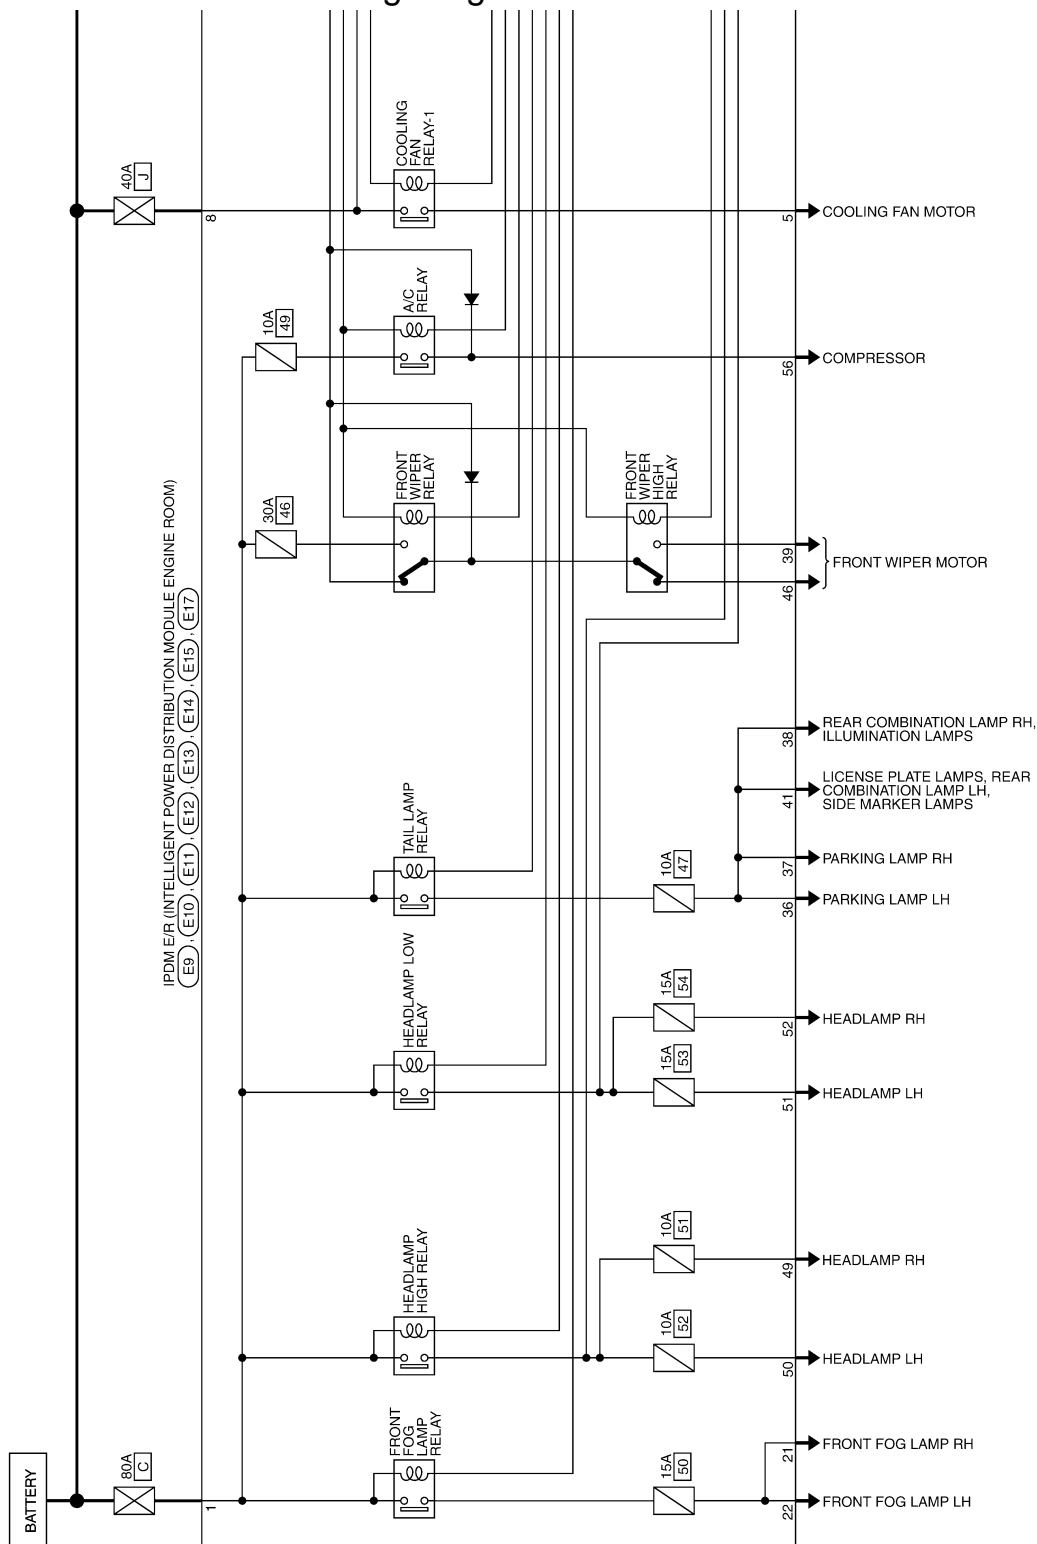 40A
J
8
COOLING
FAN
RELAY-1
5
COOLING FAN MOTOR
10A
49
A/C
RELAY
56
COMPRESSOR
30A
46
FRONT
WIPER
RELAY
FRONT
WIPER
HIGH
RELAY
39
46
FRONT WIPER MOTOR
IPDM E/R (INTELLIGENT POWER DISTRIBUTION MODULE ENGINE ROOM)
E9 , E10 , E11 , E12 , E13 , E14 , E15 , E17
38
REAR COMBINATION LAMP RH,
ILLUMINATION LAMPS
41
LICENSE PLATE LAMPS, REAR
COMBINATION LAMP LH,
SIDE MARKER LAMPS
TAIL LAMP
RELAY
10A
47
37
PARKING LAMP RH
36
PARKING LAMP LH
HEADLAMP LOW
RELAY
15A
54
52
HEADLAMP RH
15A
53
51
HEADLAMP LH
HEADLAMP
HIGH RELAY
10A
51
49
HEADLAMP RH
10A
52
50
HEADLAMP LH
BATTERY
80A
C
1
FRONT
FOG
LAMP
RELAY
15A
50
21
FRONT FOG LAMP RH
22
FRONT FOG LAMP LH